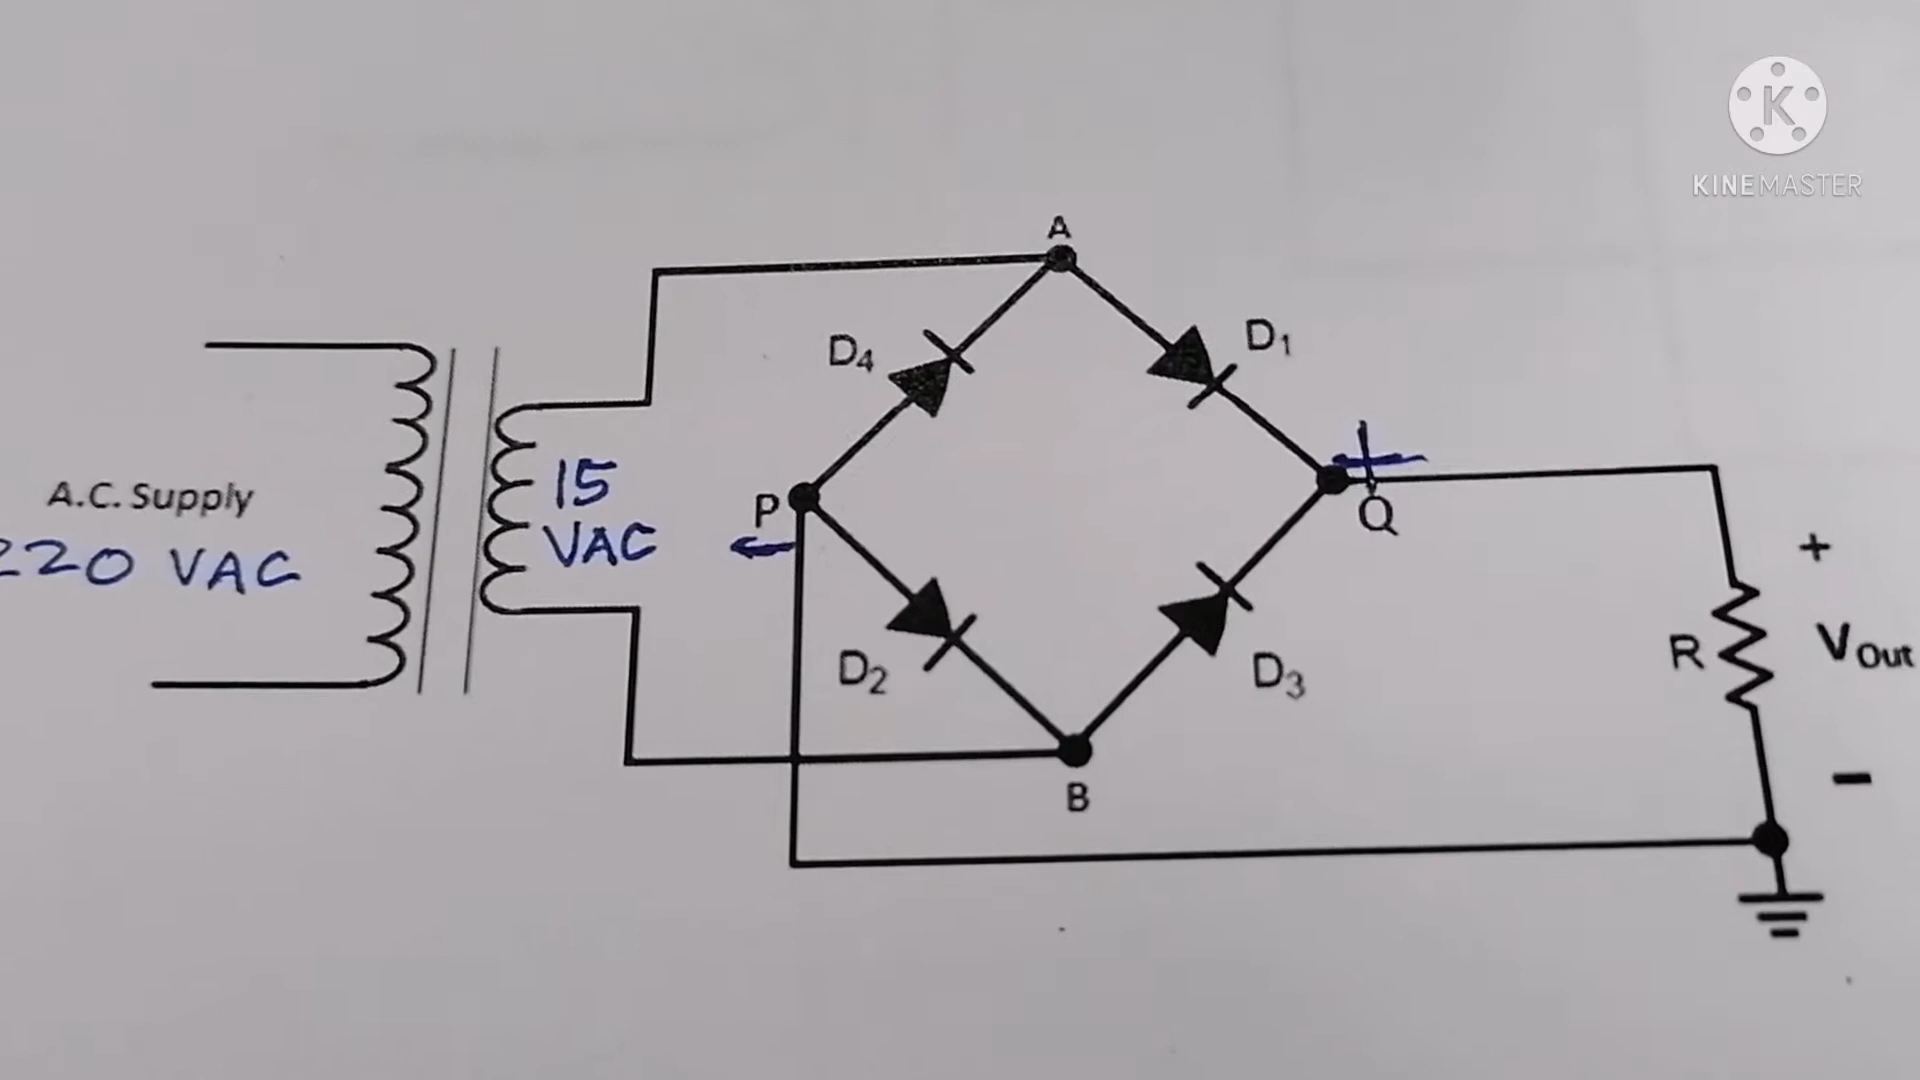 K
KINEMASTER
A
D4
D1
A.C. Supply
220 VAC
15
VAC
P
Q
+
R
VOut
D2
D3
B
-